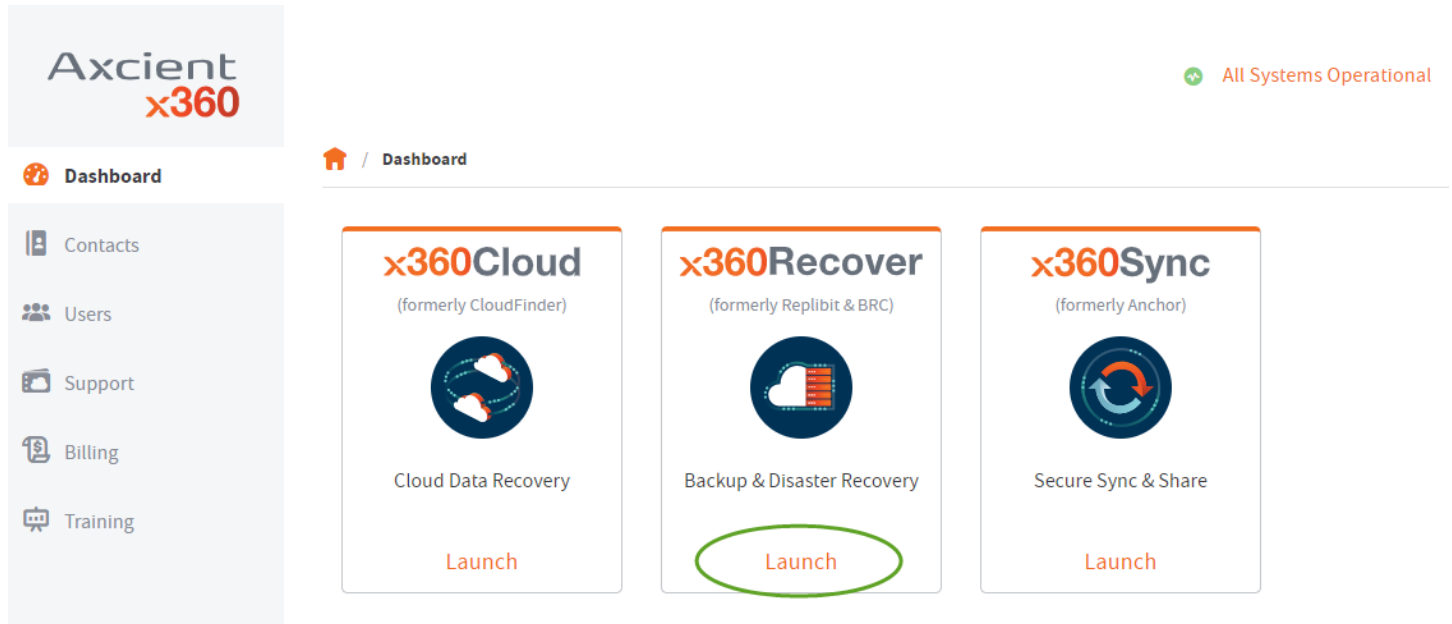 Axcient
x360
All Systems Operational
Dashboard
Contacts
Users
Support
Billing
Training
/ Dashboard
x360Cloud
(formerly CloudFinder)
Cloud Data Recovery
Launch
x360Recover
(formerly Replibit & BRC)
Backup & Disaster Recovery
Launch
x360Sync
(formerly Anchor)
Secure Sync & Share
Launch